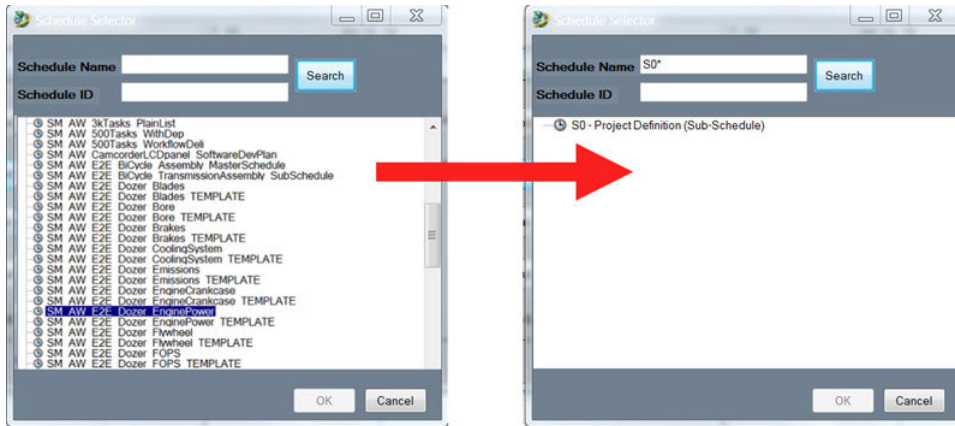 Schedule Selector
Schedule Name
Search
Schedule ID
SM AW 3kTasks PlainList
SM AW 500Tasks WithDep
SM AW 500Tasks WorkflowDeli
SM AW CamcorderLCDpanel SoftwareDevPlan
SM AW E2E BiCycle Assembly MasterSchedule
SM AW E2E BiCycle TransmissionAssembly SubSchedule
SM AW E2E Dozer Blades
SM AW E2E Dozer Blades TEMPLATE
SM AW E2E Dozer Bore
SM AW E2E Dozer Bore TEMPLATE
SM AW E2E Dozer Brakes
SM AW E2E Dozer Brakes TEMPLATE
SM AW E2E Dozer CoolingSystem
SM AW E2E Dozer CoolingSystem TEMPLATE
SM AW E2E Dozer Emissions
SM AW E2E Dozer Emissions TEMPLATE
SM AW E2E Dozer EngineCrankcase
SM AW E2E Dozer EngineCrankcase TEMPLATE
SM AW E2E Dozer EnginePower
SM AW E2E Dozer EnginePower TEMPLATE
SM AW E2E Dozer Flywheel
SM AW E2E Dozer Flywheel TEMPLATE
SM AW E2E Dozer FOPS
SM AW E2E Dozer FOPS TEMPLATE
OK Cancel
Schedule Selector
Schedule Name S0*
Search
Schedule ID
S0 - Project Definition (Sub-Schedule)
OK Cancel